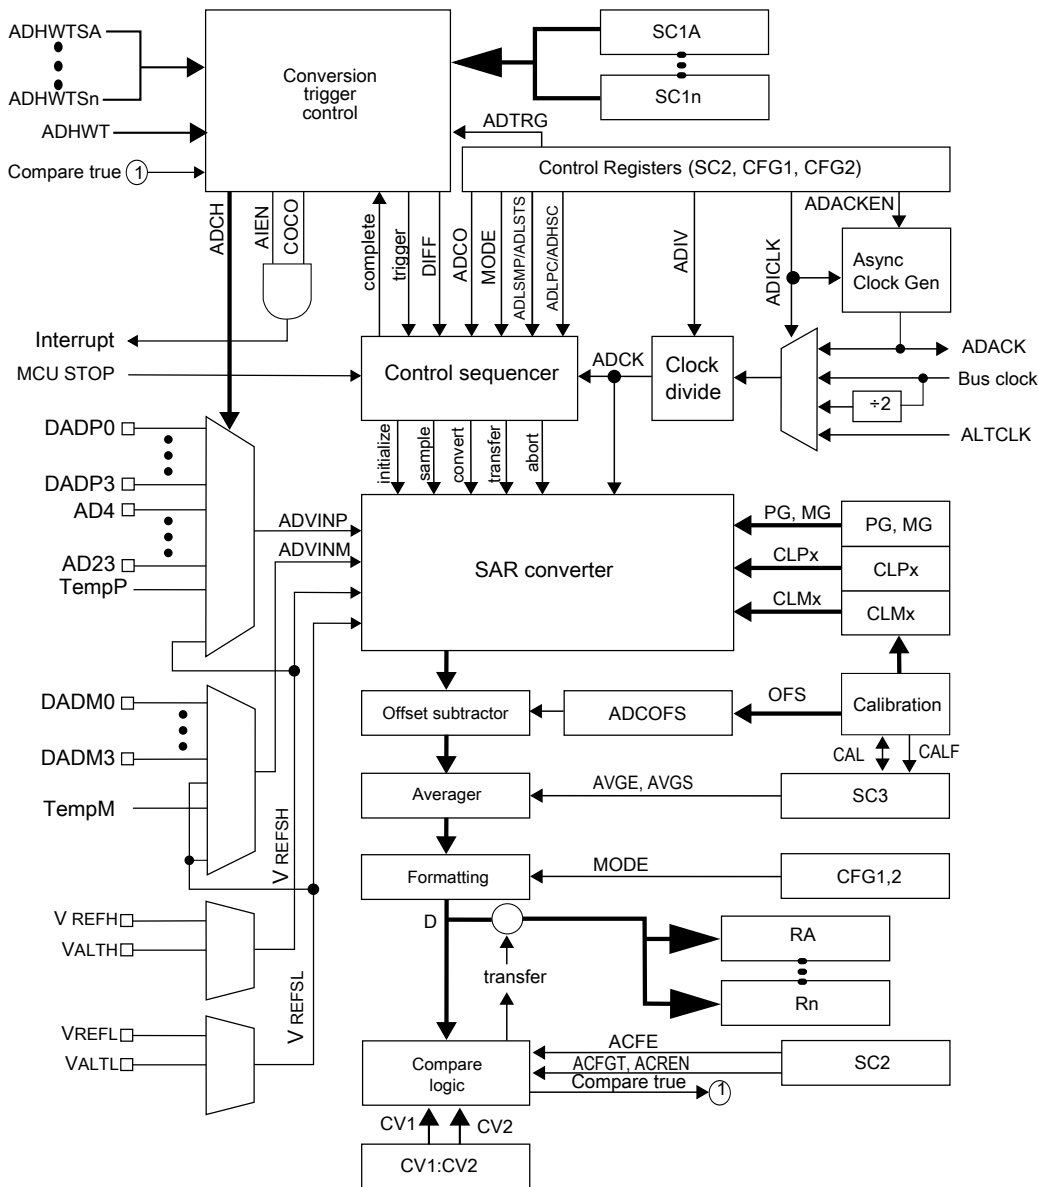 ADHWTSA
SC1A
Conversion
trigger
control
ADHWTSn
SC1n
ADHWT
ADTRG
Compare true 1
Control Registers (SC2, CFG1, CFG2)
ADCH
AIEN
COCO
complete
trigger
DIFF
ADCO
MODE
ADLSMP/ADLSTS
ADLPC/ADHSC
ADIV
ADICLK
ADACKEN
Async
Clock Gen
Interrupt
ADACK
MCU STOP
Control sequencer
ADCK
Clock
divide
Bus clock
÷2
ALTCLK
DADP0
initialize
sample
convert
transfer
abort
DADP3
AD4
ADVINP
PG, MG
PG, MG
ADVINM
AD23
SAR converter
CLPx
CLPx
TempP
CLMx
CLMx
DADM0
Offset subtractor
ADCOFS
OFS
Calibration
DADM3
CAL
CALF
TempM
Averager
AVGE, AVGS
SC3
V REFSH
Formatting
MODE
CFG1,2
V REFH
D
RA
VALTH
transfer
V REFSL
Rn
VREFL
ACFE
VALTL
Compare
logic
ACFGT, ACREN
SC2
Compare true
1
CV1
CV2
CV1:CV2